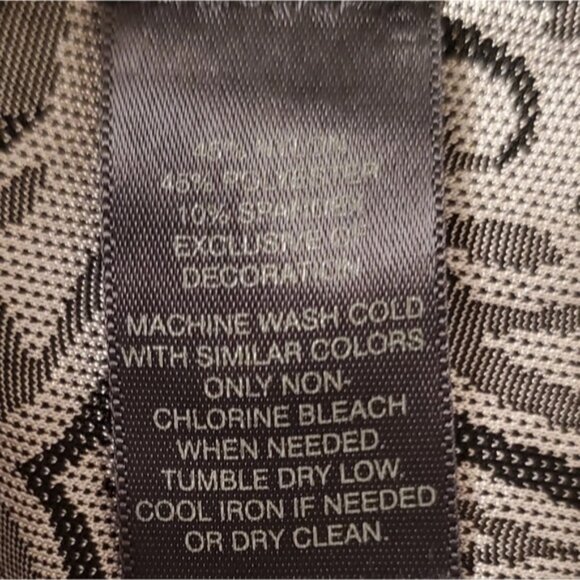 45% NYLON
45% POLYESTER
10% SPANDEX
EXCLUSIVE OF
DECORATION
MACHINE WASH COLD
WITH SIMILAR COLORS
ONLY NON-
CHLORINE BLEACH
WHEN NEEDED.
TUMBLE DRY LOW.
COOL IRON IF NEEDED
OR DRY CLEAN.